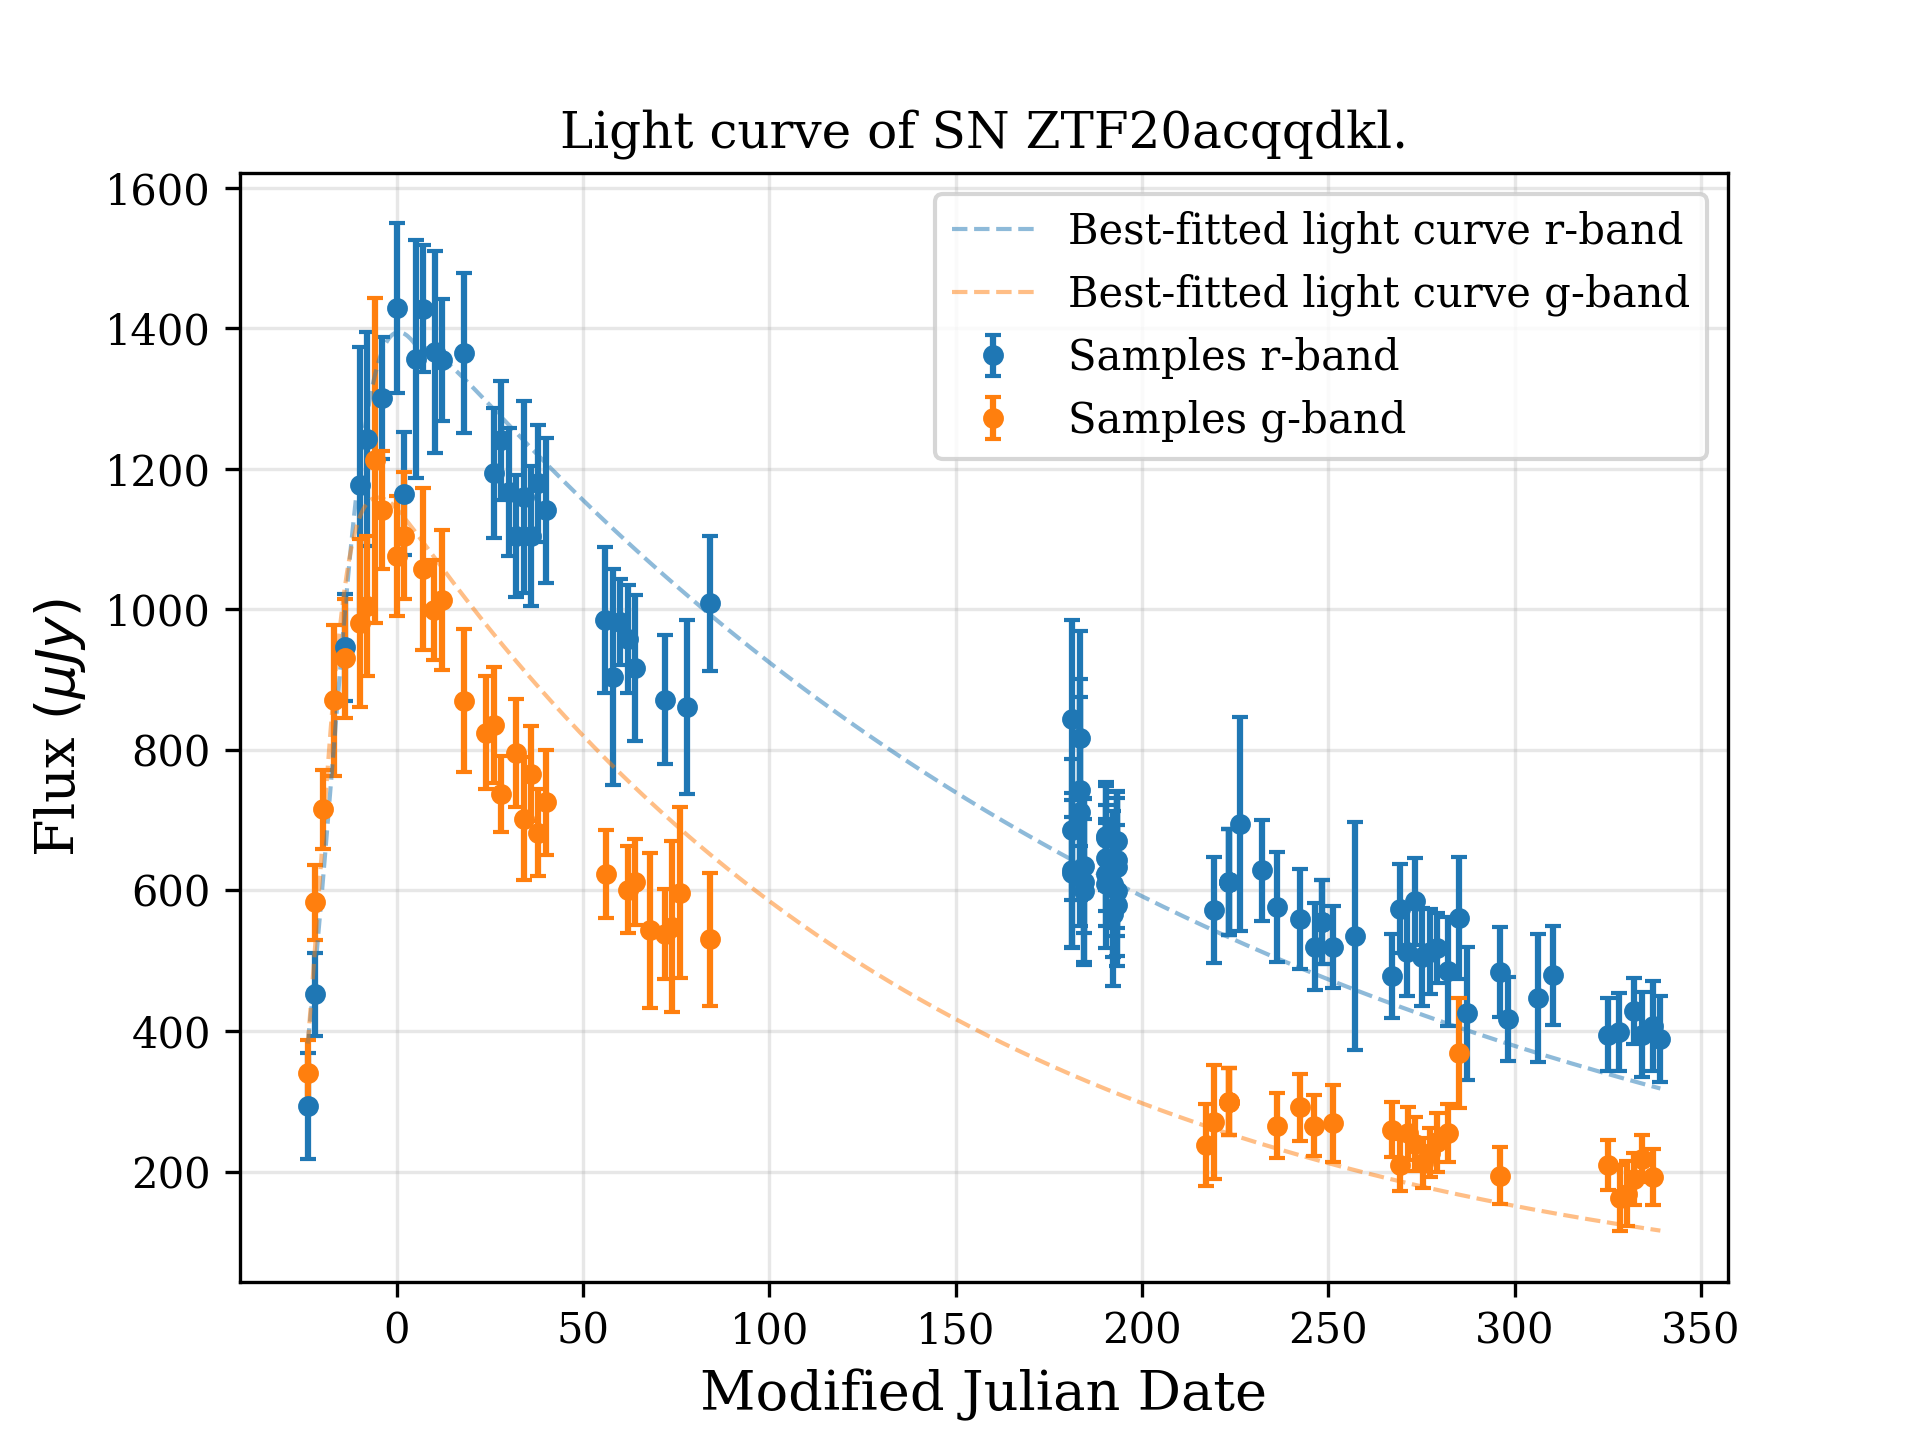 Light curve of SN ZTF20acqqdkl.
1600
1400
1200
1000
800
600
400
200
Flux (μJy)
Best-fitted light curve r-band
Best-fitted light curve g-band
Samples r-band
Samples g-band
0 50 100 150 200 250 300 350
Modified Julian Date